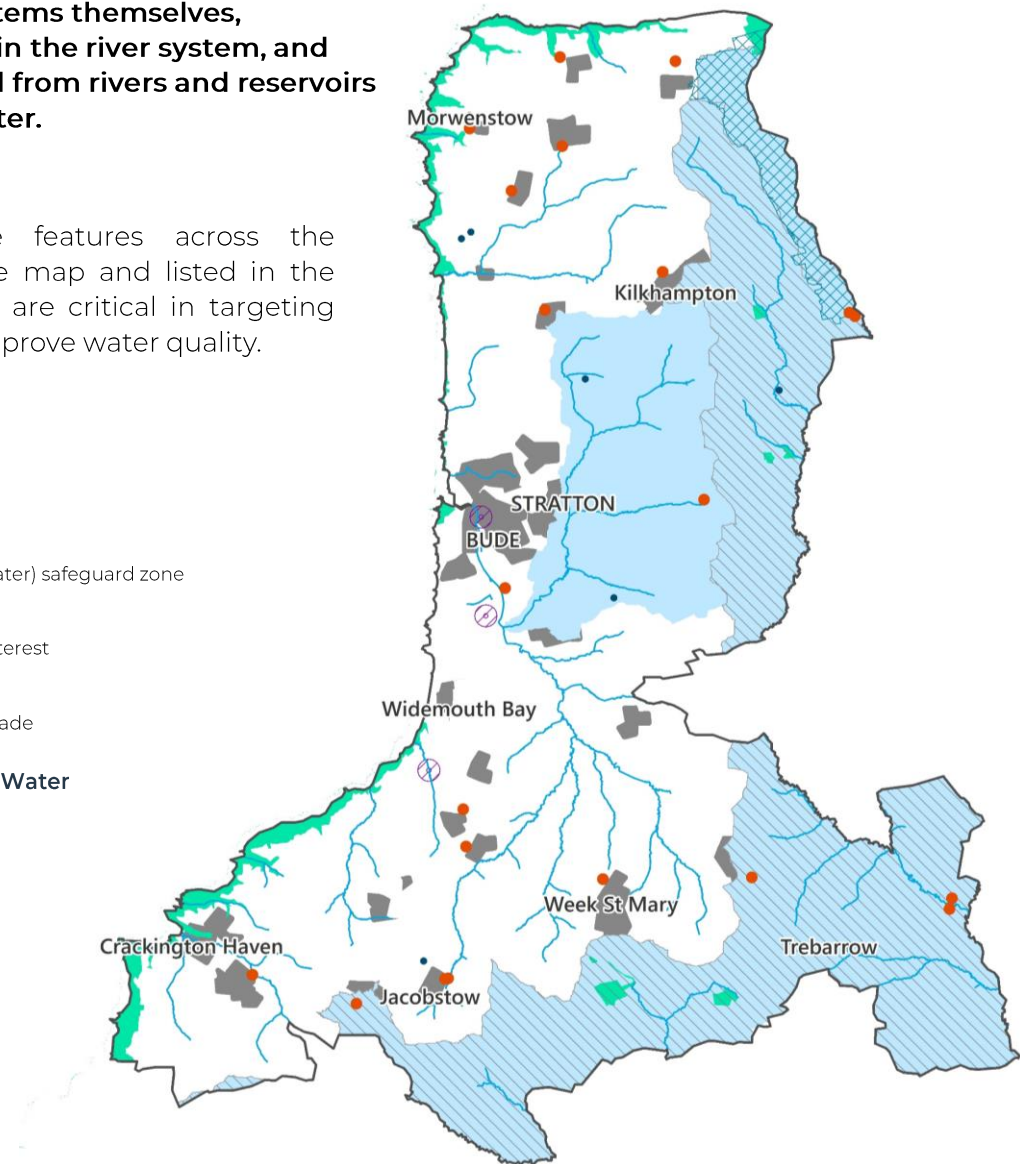 tems themselves,
in the river system, and
from rivers and reservoirs
ter.
features across the
map and listed in the
are critical in targeting
prove water quality.
ater) safeguard zone
terest
ade
Water
Morwenstow
Kilkhampton
STRATTON
BUDE
Widemouth Bay
Week St Mary
Trebarrow
Crackington Haven
Jacobstow